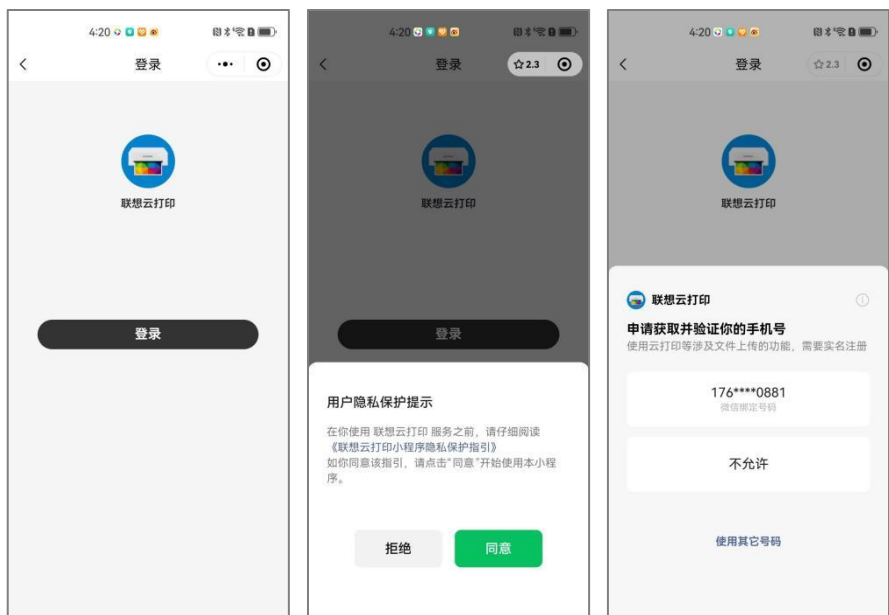 4:20
登录
联想云打印
登录
4:20
登录
2.3
联想云打印
登录
用户隐私保护提示
在你使用 联想云打印 服务之前，请仔细阅读
《联想云打印小程序隐私保护指引》
如你同意该指引，请点击“同意”开始使用本小程
序。
拒绝
同意
4:20
登录
2.3
联想云打印
联想云打印
申请获取并验证你的手机号
使用云打印等涉及文件上传的功能，需要实名注册
176****0881
微信绑定号码
不允许
使用其它号码